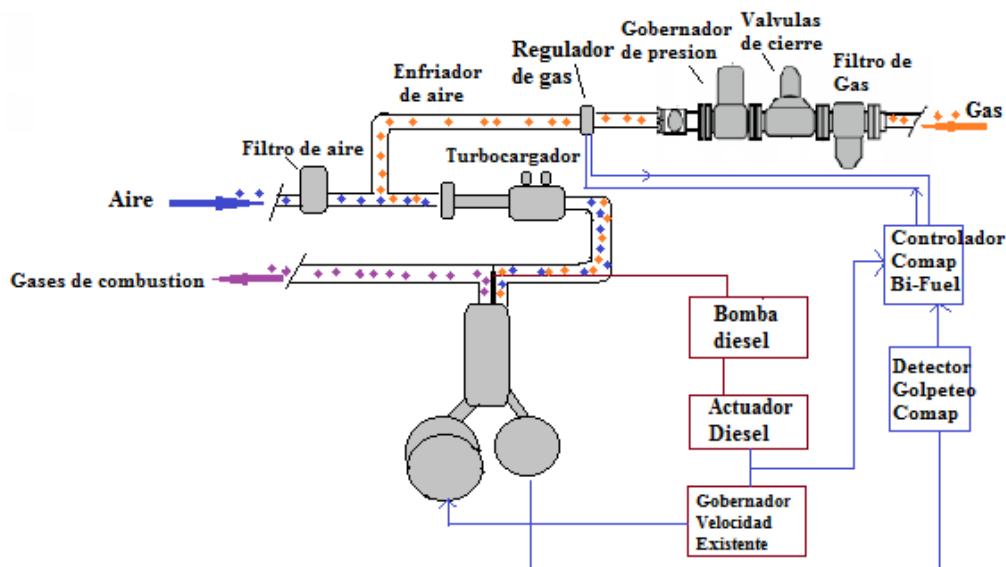 Gobernador
de presion
Valvulas
de cierre
Regulador
de gas
Filtro de
Gas
Enfriador
de aire
Gas
Filtro de aire
Turbocargador
Aire
Controlador
Comap
Bi-Fuel
Gases de combustion
Bomba
diesel
Detector
Golpeteo
Comap
Actuador
Diesel
Gobernador
Velocidad
Existente